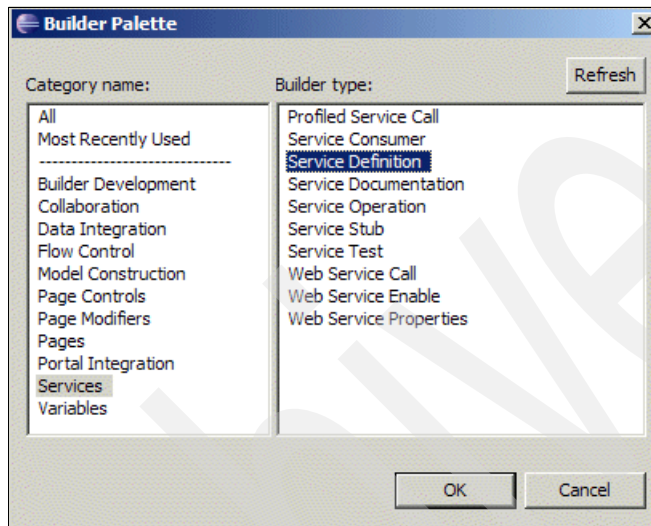 Builder Palette
Category name:
Builder type:
Refresh
All
Most Recently Used
------------------------------
Builder Development
Collaboration
Data Integration
Flow Control
Model Construction
Page Controls
Page Modifiers
Pages
Portal Integration
Services
Variables
Profiled Service Call
Service Consumer
Service Definition
Service Documentation
Service Operation
Service Stub
Service Test
Web Service Call
Web Service Enable
Web Service Properties
OK
Cancel